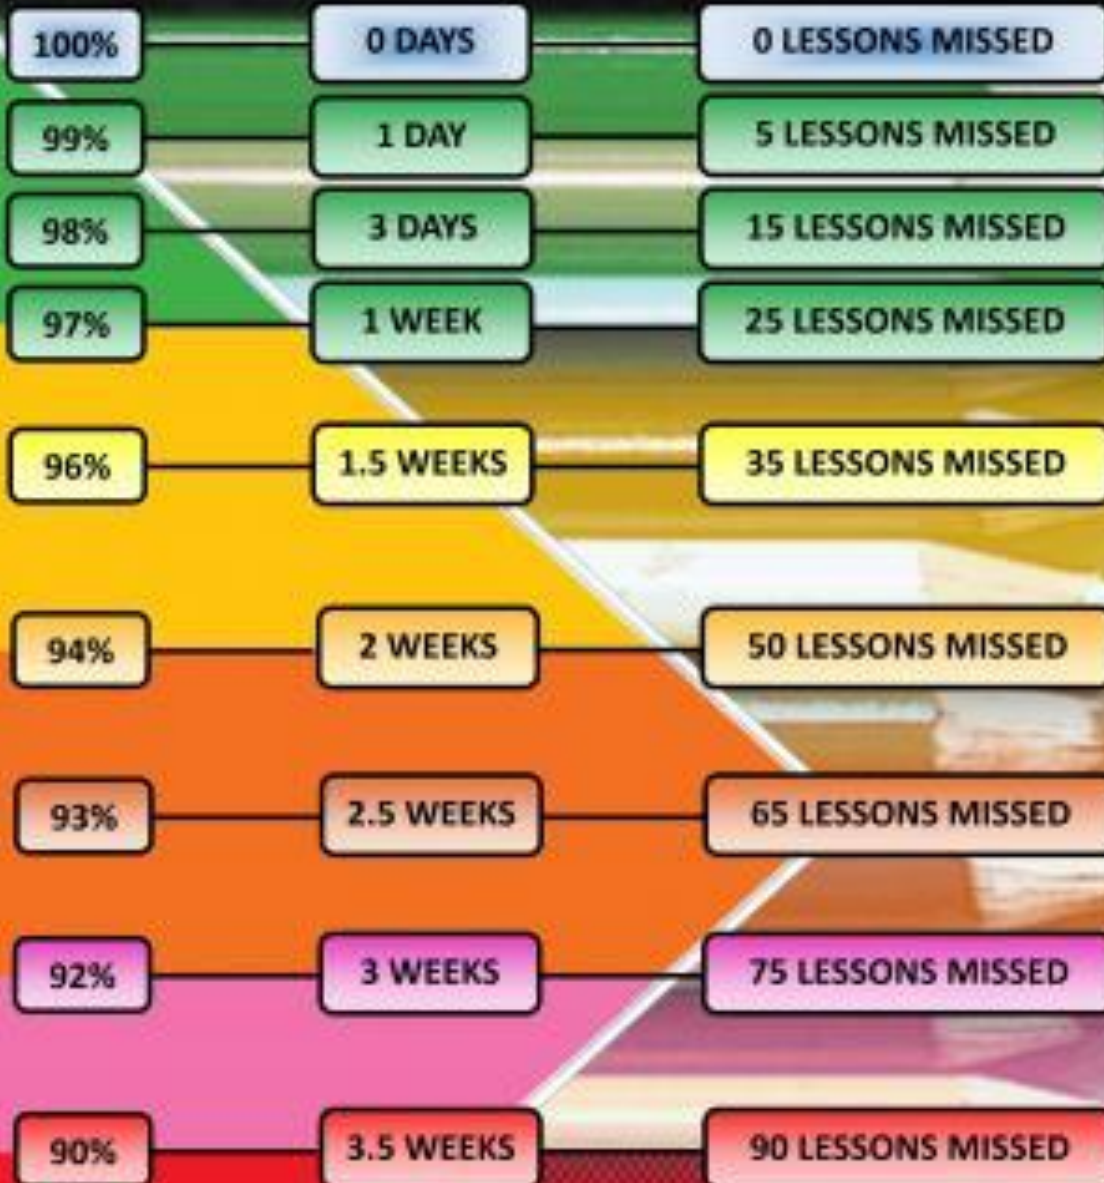 100% 0 DAYS 0 LESSONS MISSED
99% 1 DAY 5 LESSONS MISSED
98% 3 DAYS 15 LESSONS MISSED
97% 1 WEEK 25 LESSONS MISSED
96% 1.5 WEEKS 35 LESSONS MISSED
94% 2 WEEKS 50 LESSONS MISSED
93% 2.5 WEEKS 65 LESSONS MISSED
92% 3 WEEKS 75 LESSONS MISSED
90% 3.5 WEEKS 90 LESSONS MISSED